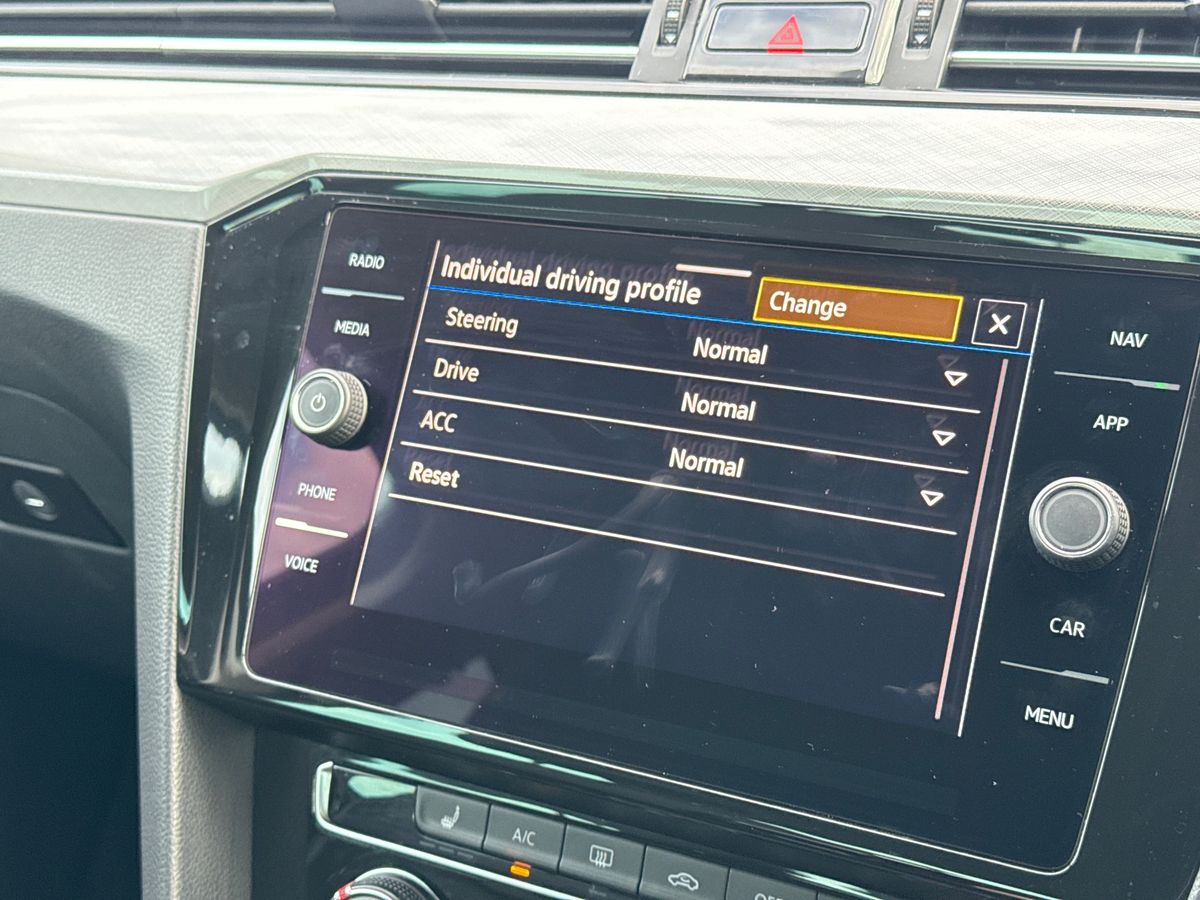 RADIO
MEDIA
PHONE
VOICE
Individual driving profile
Change
Steering
Normal
Drive
Normal
ACC
Normal
Reset
NAV
APP
CAR
MENU
A/C